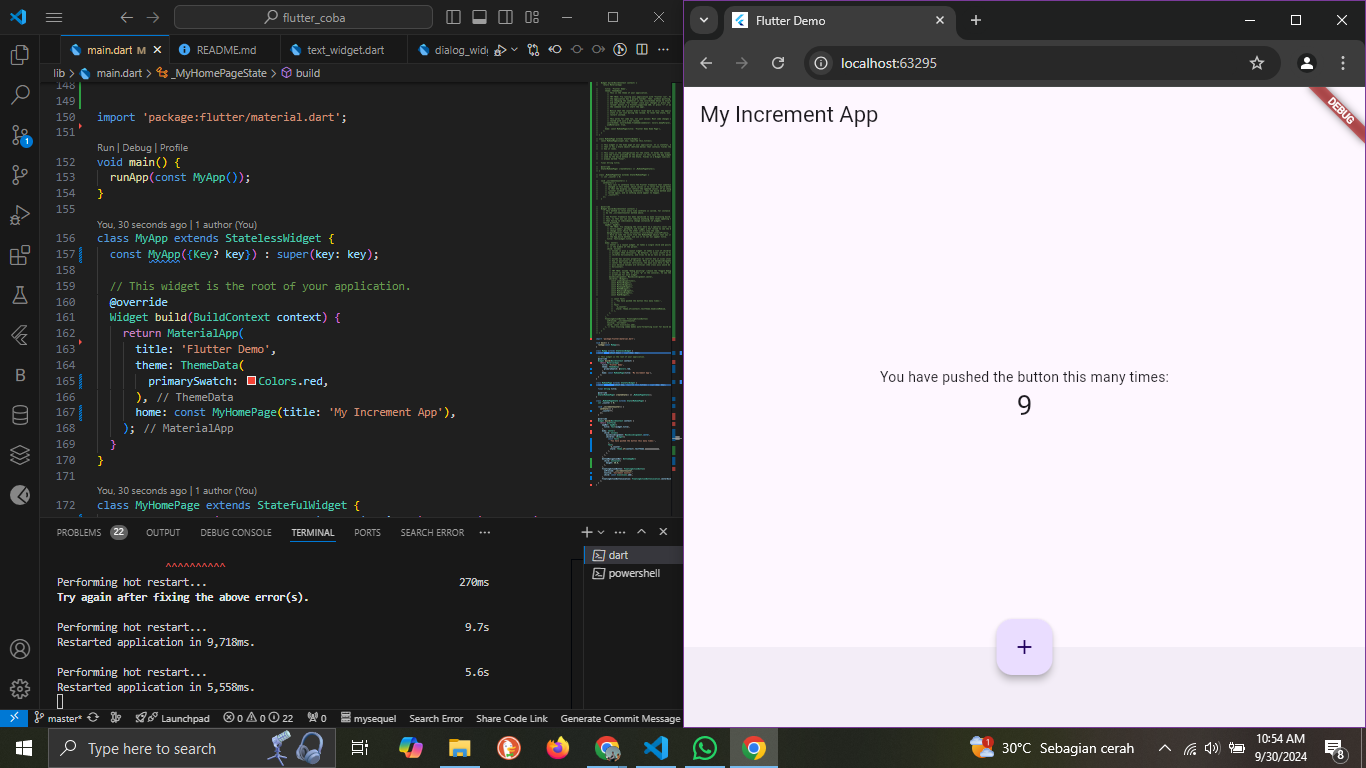 flutter_coba
main.dart M
README.md
text_widget.dart
dialog_widg
lib > main.dart > _MyHomePageState > build
148
149
150 import 'package:flutter/material.dart';
151
Run | Debug | Profile
152 void main() {
153 runApp(const MyApp());
154 }
155
You, 30 seconds ago | 1 author (You)
156 class MyApp extends StatelessWidget {
157 const MyApp({Key? key}) : super(key: key);
158
159 // This widget is the root of your application.
160 @override
161 Widget build(BuildContext context) {
162 return MaterialApp(
163 title: 'Flutter Demo',
164 theme: ThemeData(
165 primarySwatch: Colors.red,
166 ), // ThemeData
167 home: const MyHomePage(title: 'My Increment App'),
168 ); // MaterialApp
169 }
170 }
171
You, 30 seconds ago | 1 author (You)
172 class MyHomePage extends StatefulWidget {
PROBLEMS 22 OUTPUT DEBUG CONSOLE TERMINAL PORTS SEARCH ERROR
^^^^^^^^^^
Performing hot restart... 270ms
Try again after fixing the above error(s).
Performing hot restart... 9.7s
Restarted application in 9,718ms.
Performing hot restart... 5.6s
Restarted application in 5,558ms.
dart
powershell
master* Launchpad 0 0 22 0 mysequel Search Error Share Code Link Generate Commit Message
Flutter Demo
localhost:63295
My Increment App
DEBUG
You have pushed the button this many times:
9
+
Type here to search
1
30°C Sebagian cerah
10:54 AM
9/30/2024
8